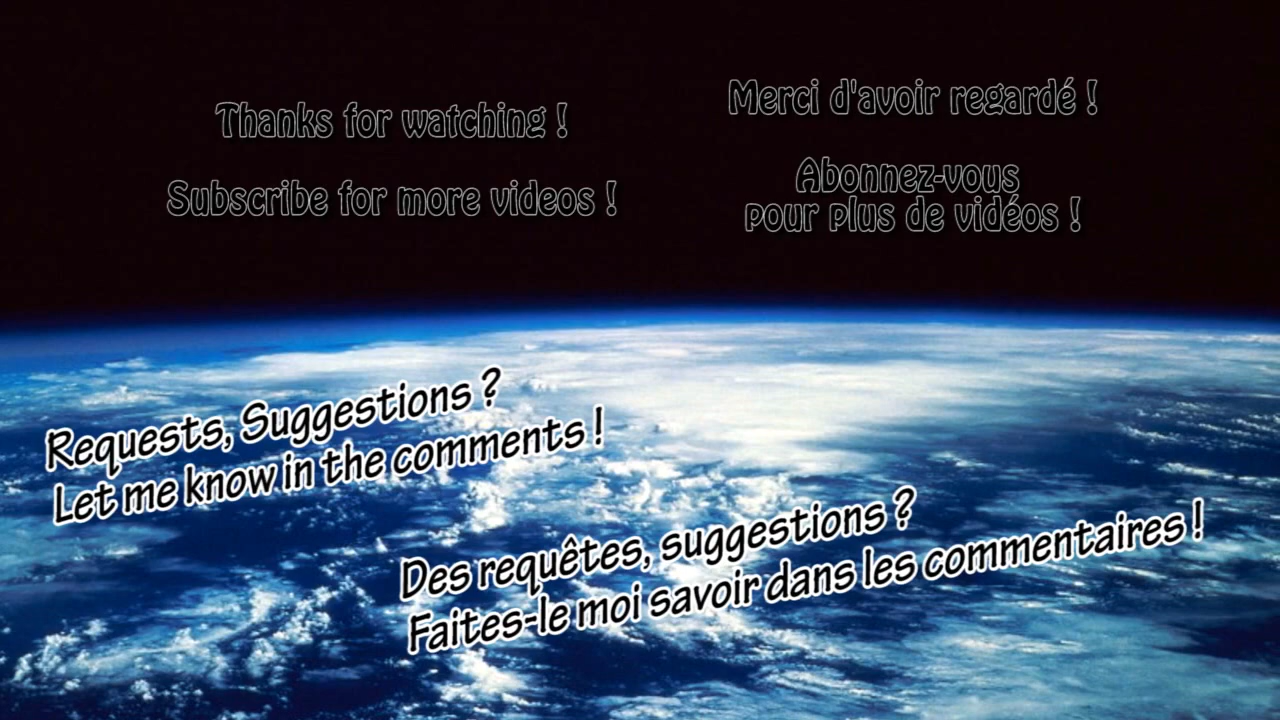 Thanks for watching !
Subscribe for more videos !
Merci d'avoir regardé !
Abonnez-vous
pour plus de vidéos !
Requests, Suggestions ?
Let me know in the comments !
Des requêtes, suggestions ?
Faites-le moi savoir dans les commentaires !